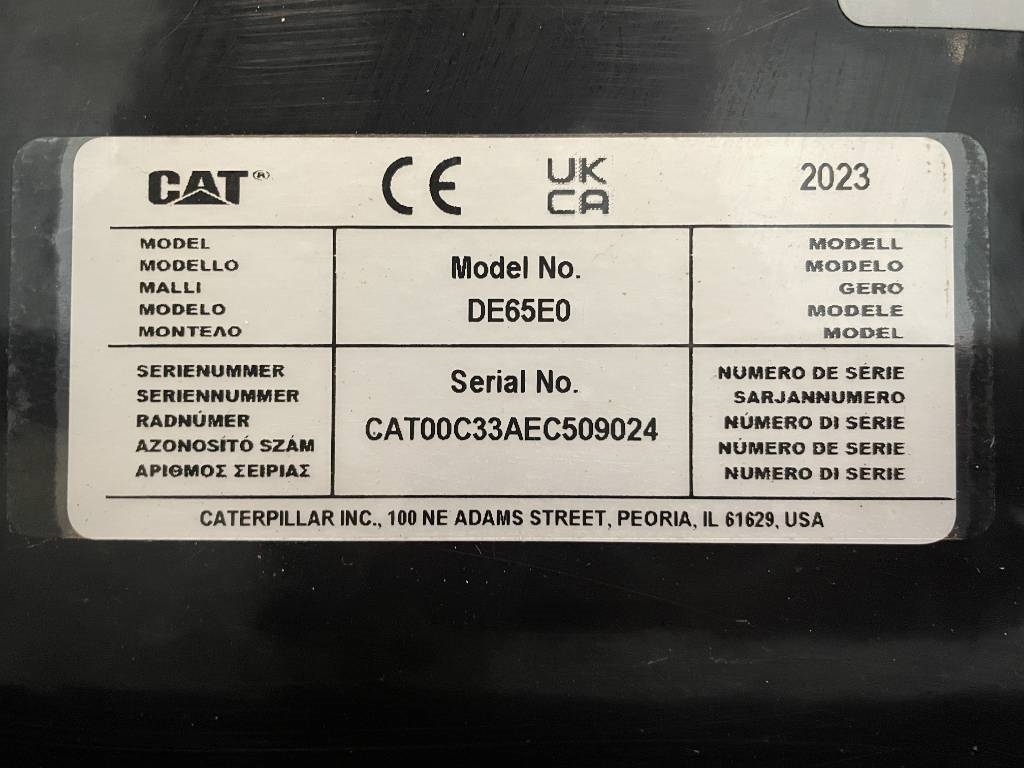 CAT® CE UK CA 2023
MODEL
MODELLO
MALLI
MODELO
ΜΟΝΤΕΛΟ
Model No.
DE65E0
MODELL
MODELO
GERO
MODELE
MODEL
SERIENUMMER
SERIENNUMMER
RADNÚMER
AZONOSÍTÓ SZÁM
ΑΡΙΘΜΟΣ ΣΕΙΡΙΑΣ
Serial No.
CAT00C33AEC509024
NUMERO DE SÉRIE
SARJANNUMERO
NÚMERO DI SERIE
NÚMERO DE SÉRIE
NUMERO DI SERIE
CATERPILLAR INC., 100 NE ADAMS STREET, PEORIA, IL 61629, USA